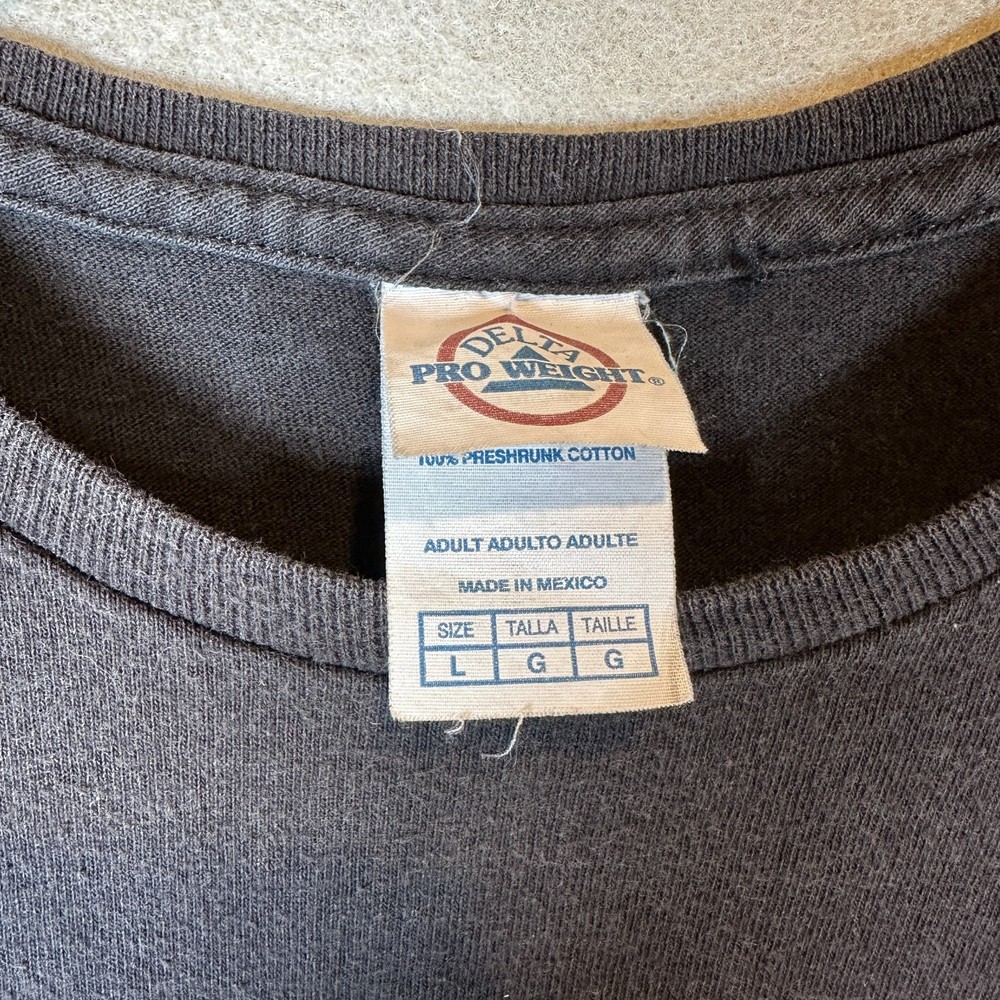 DELTA
PRO WEIGHT®
100% PRESHRUNK COTTON
ADULT ADULTO ADULTE
MADE IN MEXICO
SIZE TALLA TAILLE
L G G